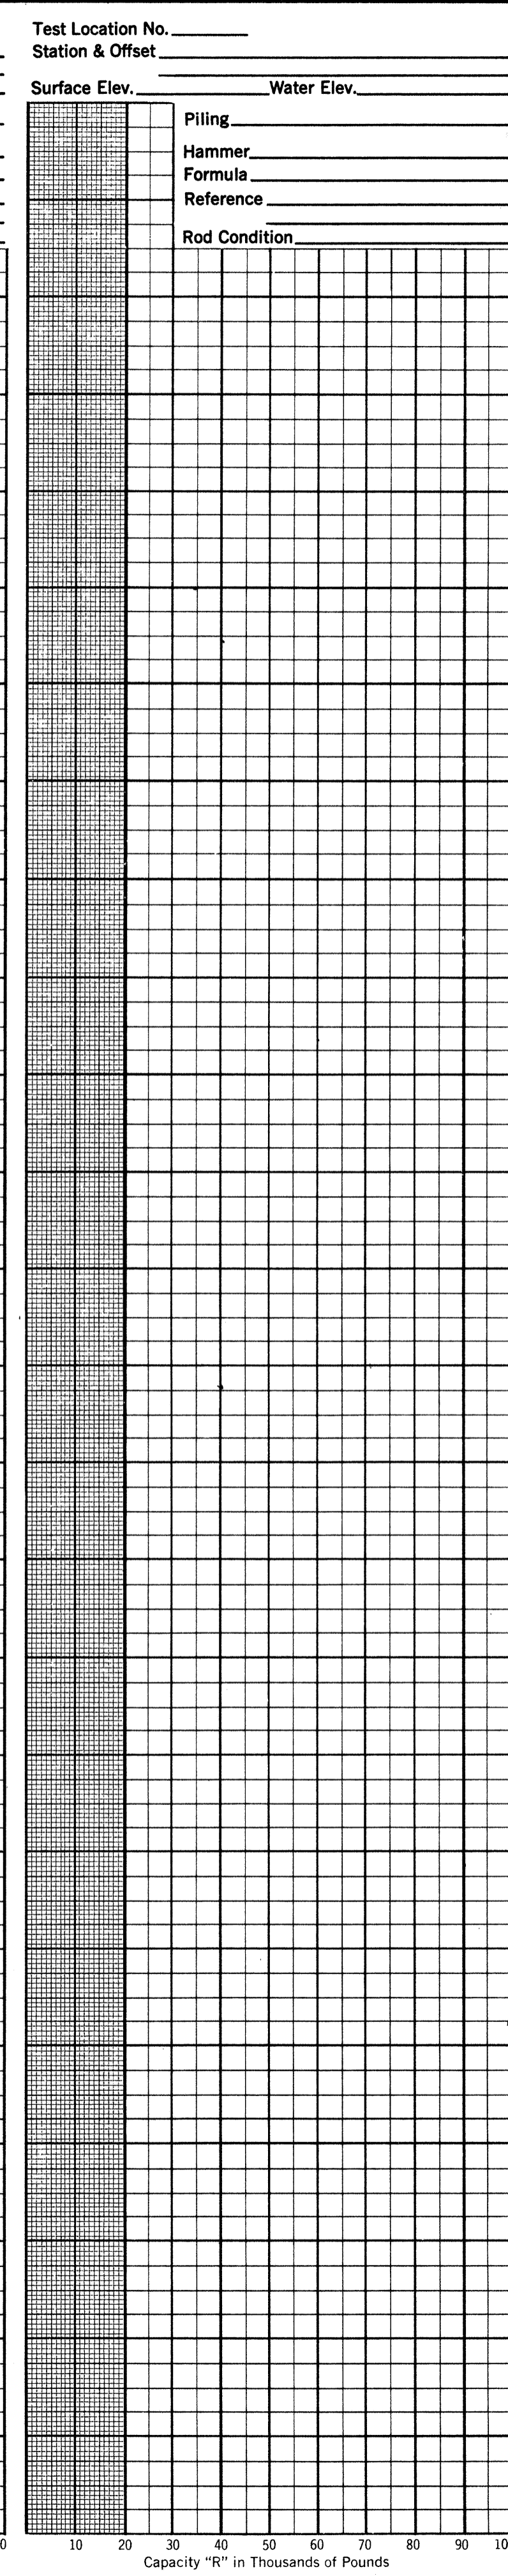 Test Location No.
Station & Offset
Surface Elev. Water Elev.
Piling
Hammer
Formula
Reference
Rod Condition
0 10 20 30 40 50 60 70 80 90 10
Capacity "R" in Thousands of Pounds